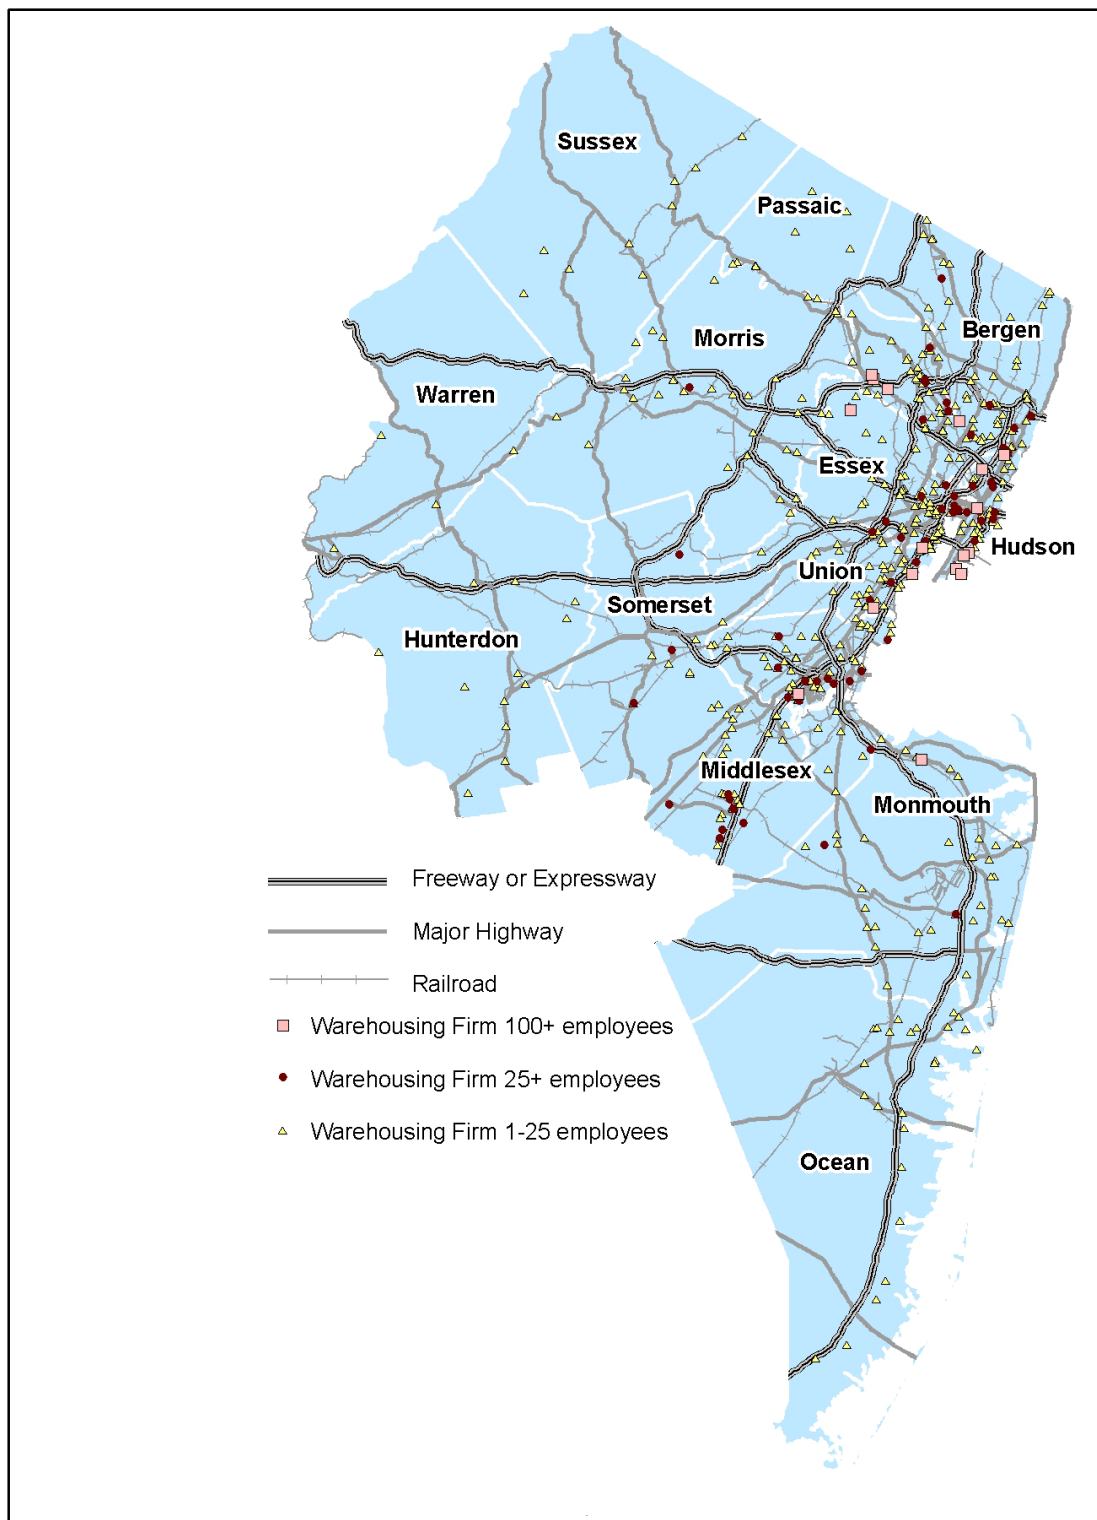 Sussex
Passaic
Bergen
Morris
Warren
Essex
Hudson
Union
Somerset
Hunterdon
Middlesex
Monmouth
Freeway or Expressway
Major Highway
Railroad
Warehousing Firm 100+ employees
Warehousing Firm 25+ employees
Warehousing Firm 1-25 employees
Ocean